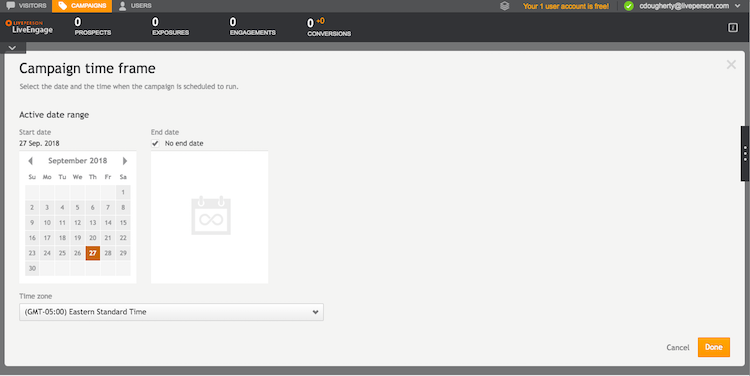 VISITORS CAMPAIGNS USERS Your 1 user account is free! cdougherty@liveperson.com
LIVEPERSON
LiveEngage
0 0 0 0 +0
PROSPECTS EXPOSURES ENGAGEMENTS CONVERSIONS
Campaign time frame
Select the date and the time when the campaign is scheduled to run.
Active date range
Start date End date
27 Sep. 2018 No end date
September 2018
Su Mo Tu We Th Fr Sa
1
2 3 4 5 6 7 8
9 10 11 12 13 14 15
16 17 18 19 20 21 22
23 24 25 26 27 28 29
30
Time zone
(GMT-05:00) Eastern Standard Time
Cancel Done